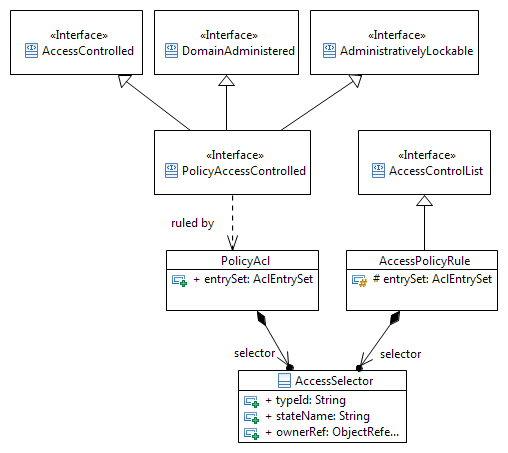 «Interface»
AccessControlled
«Interface»
DomainAdministered
«Interface»
AdministrativelyLockable
«Interface»
PolicyAccessControlled
«Interface»
AccessControlList
ruled by
PolicyAcl
+ entrySet: AclEntrySet
AccessPolicyRule
# entrySet: AclEntrySet
selector
selector
AccessSelector
+ typeId: String
+ stateName: String
+ ownerRef: ObjectRefe...